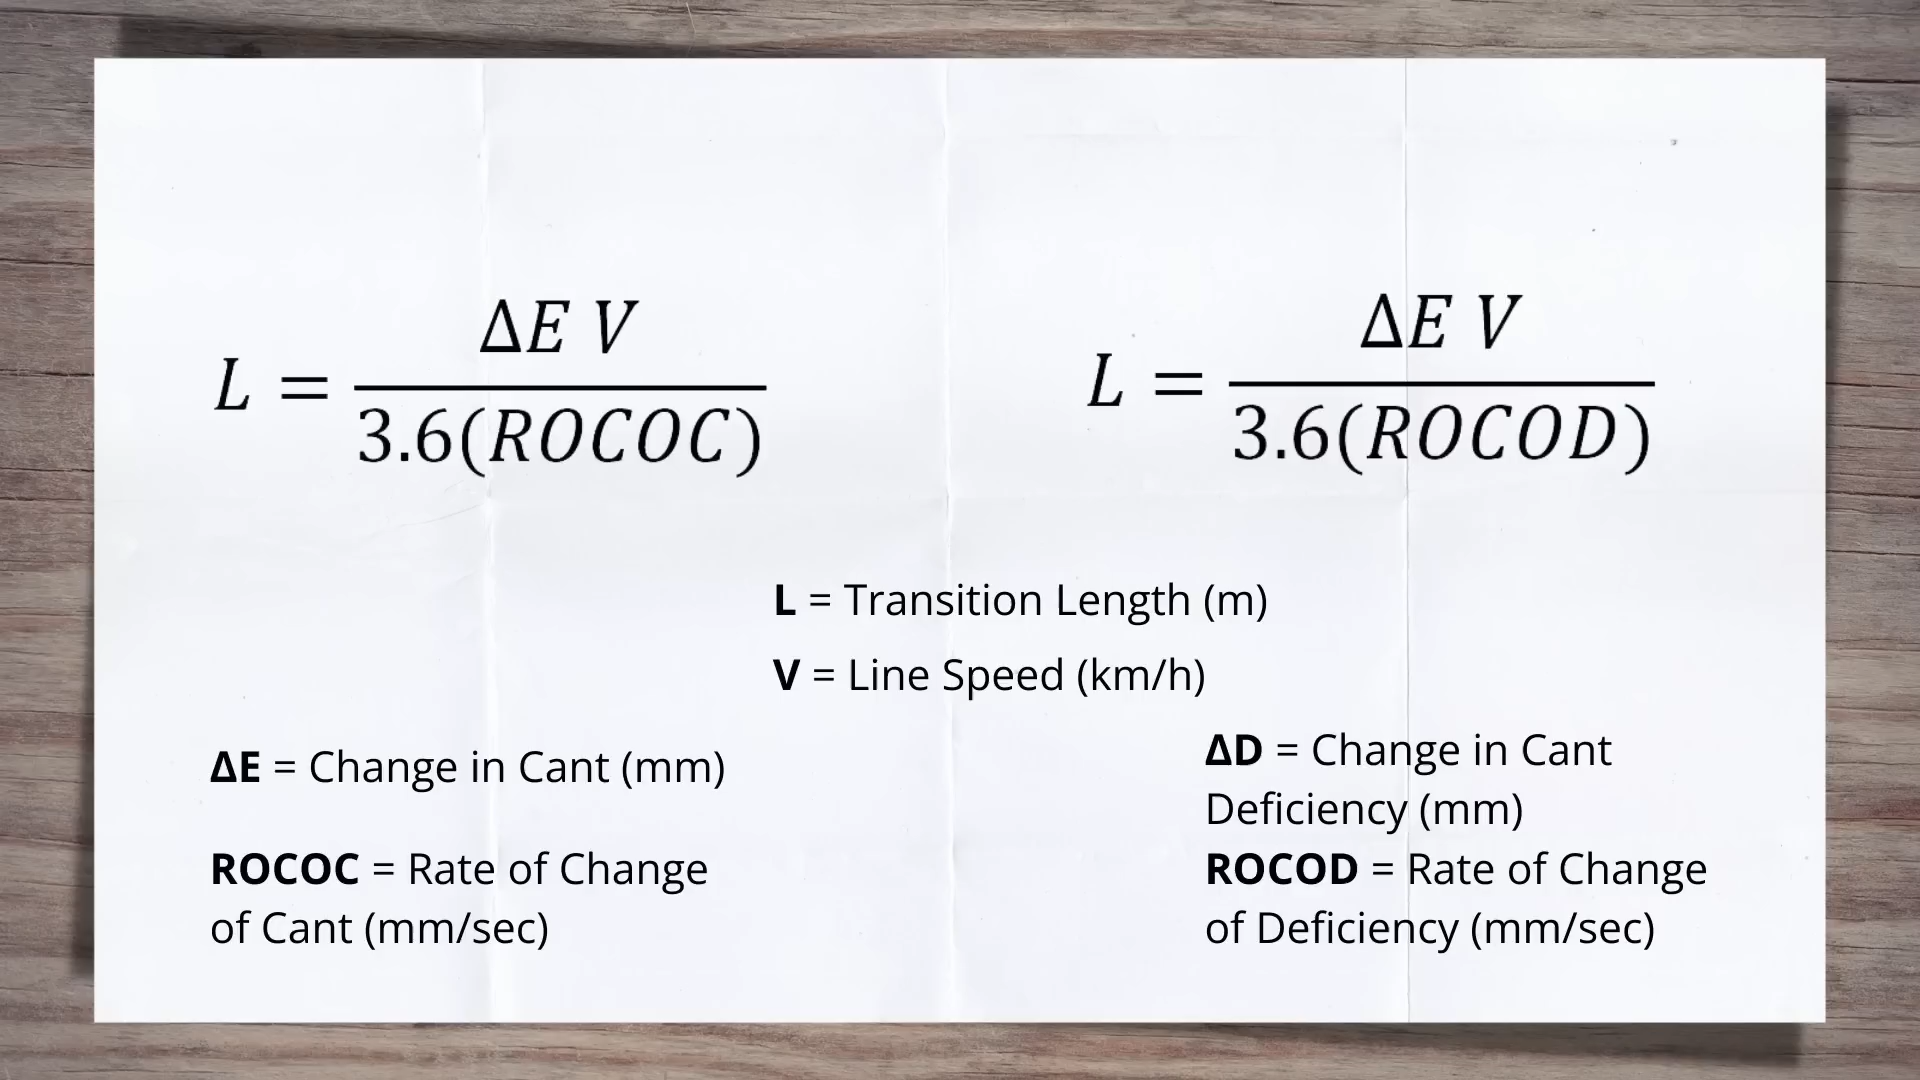 L = ΔE V / 3.6(ROCOC)
L = ΔE V / 3.6(ROCOD)
L = Transition Length (m)
V = Line Speed (km/h)
ΔE = Change in Cant (mm)
ROCOC = Rate of Change
of Cant (mm/sec)
ΔD = Change in Cant
Deficiency (mm)
ROCOD = Rate of Change
of Deficiency (mm/sec)